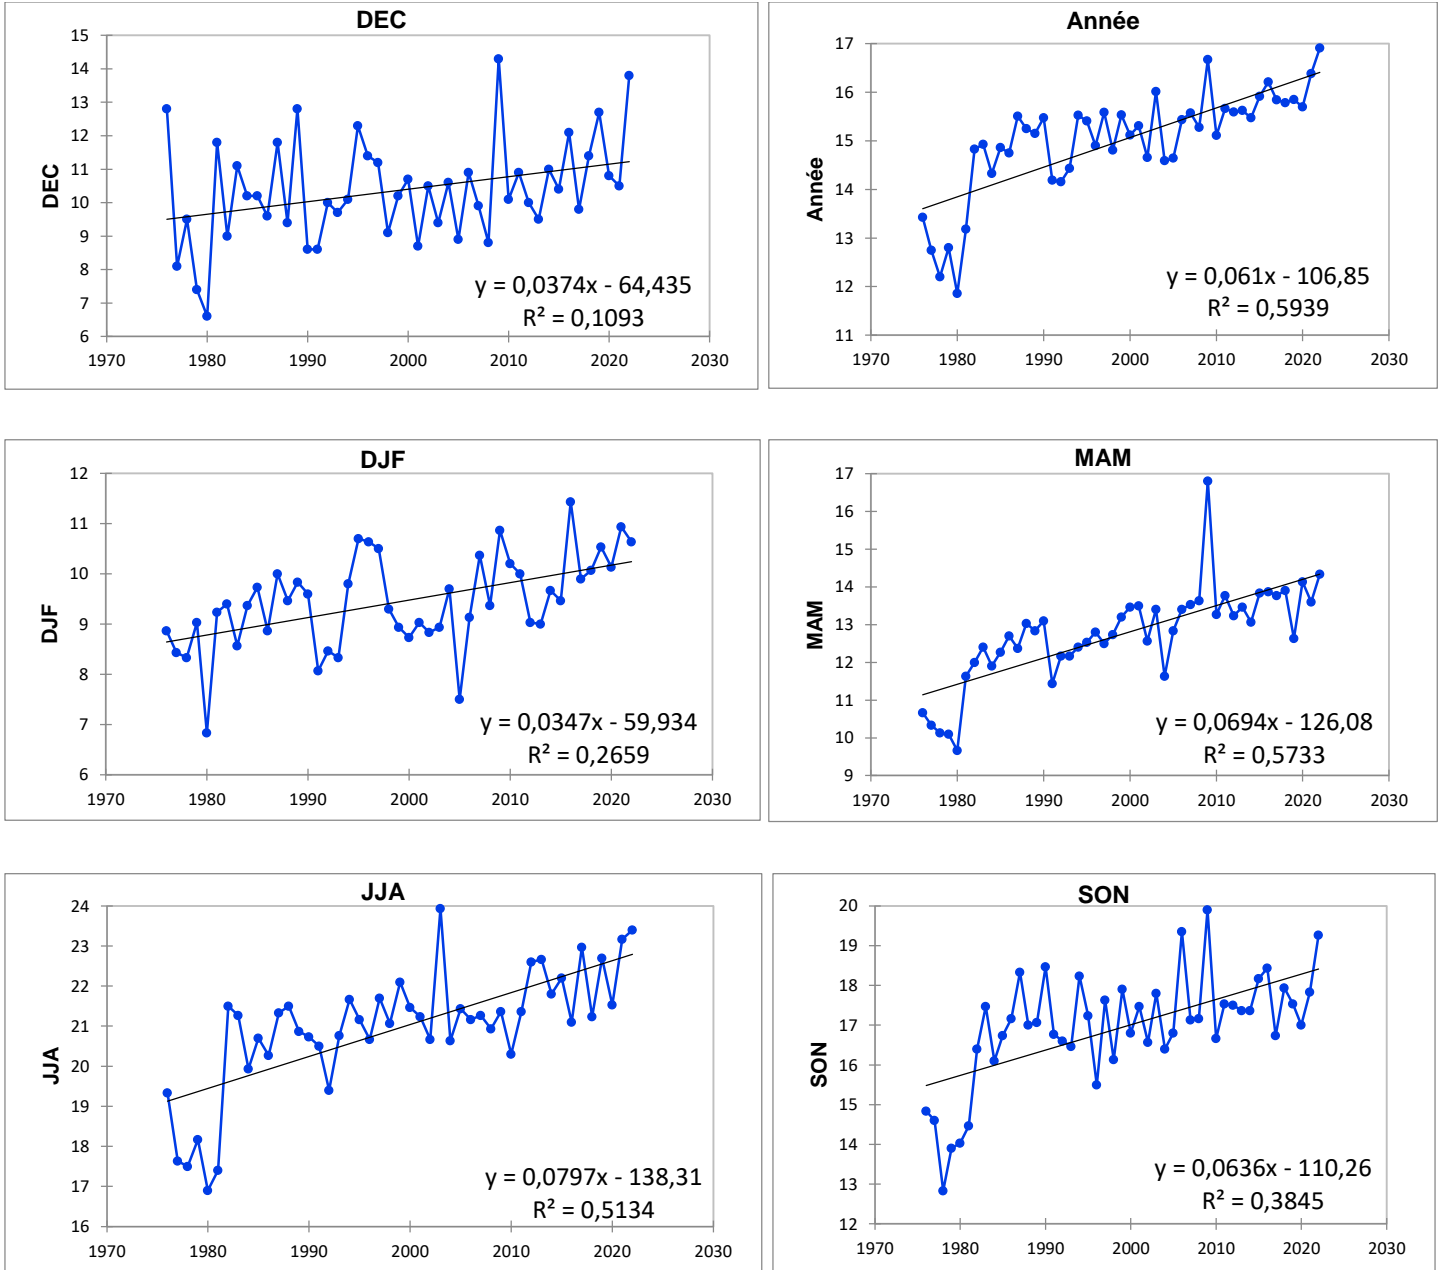 DEC
15
14
13
12
11
10
9
8
7
6
DEC
y = 0,0374x - 64,435
R² = 0,1093
1970 1980 1990 2000 2010 2020 2030
Année
17
16
15
14
13
12
11
Année
y = 0,061x - 106,85
R² = 0,5939
1970 1980 1990 2000 2010 2020 2030
DJF
12
11
10
9
8
7
6
DJF
y = 0,0347x - 59,934
R² = 0,2659
1970 1980 1990 2000 2010 2020 2030
MAM
17
16
15
14
13
12
11
10
9
MAM
y = 0,0694x - 126,08
R² = 0,5733
1970 1980 1990 2000 2010 2020 2030
JJA
24
23
22
21
20
19
18
17
16
JJA
y = 0,0797x - 138,31
R² = 0,5134
1970 1980 1990 2000 2010 2020 2030
SON
20
19
18
17
16
15
14
13
12
SON
y = 0,0636x - 110,26
R² = 0,3845
1970 1980 1990 2000 2010 2020 2030